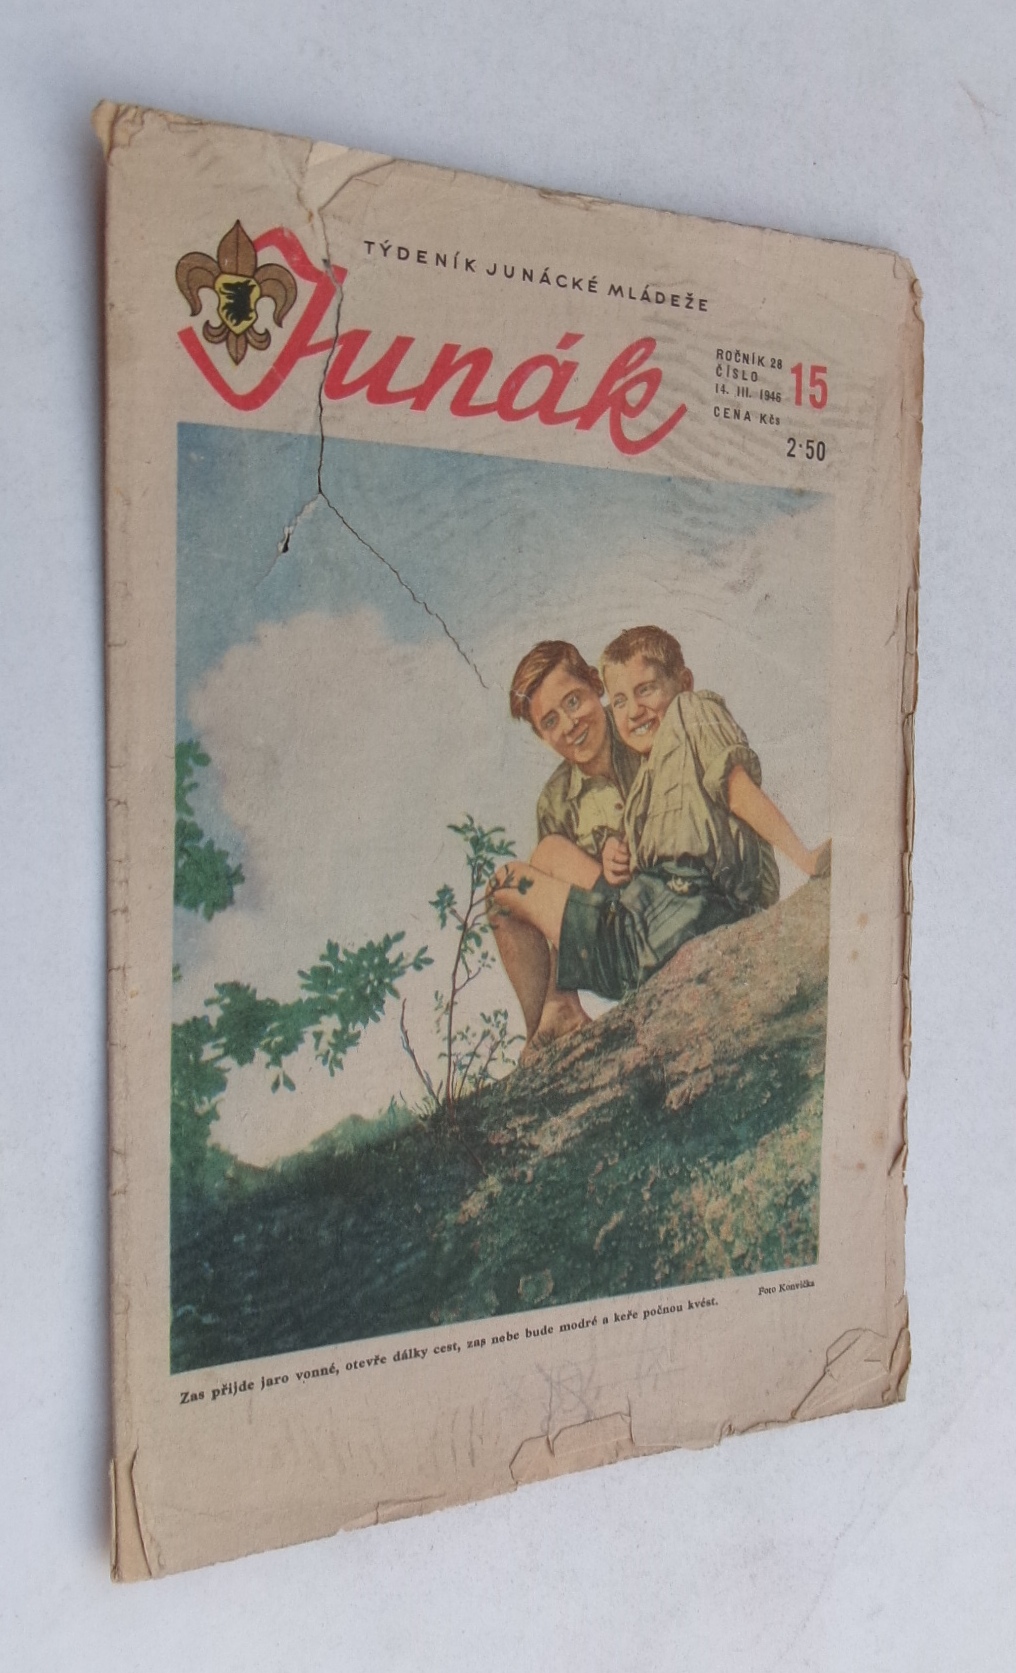 TÝDENÍK JUNÁCKÉ MLÁDEŽE
Junák
ROČNÍK 28
ČÍSLO 15
14. III. 1946
CENA Kčs
2·50
Foto Konvička
Zas přijde jaro vonné, otevře dálky cest, zas nebe bude modré a keře počnou kvést.